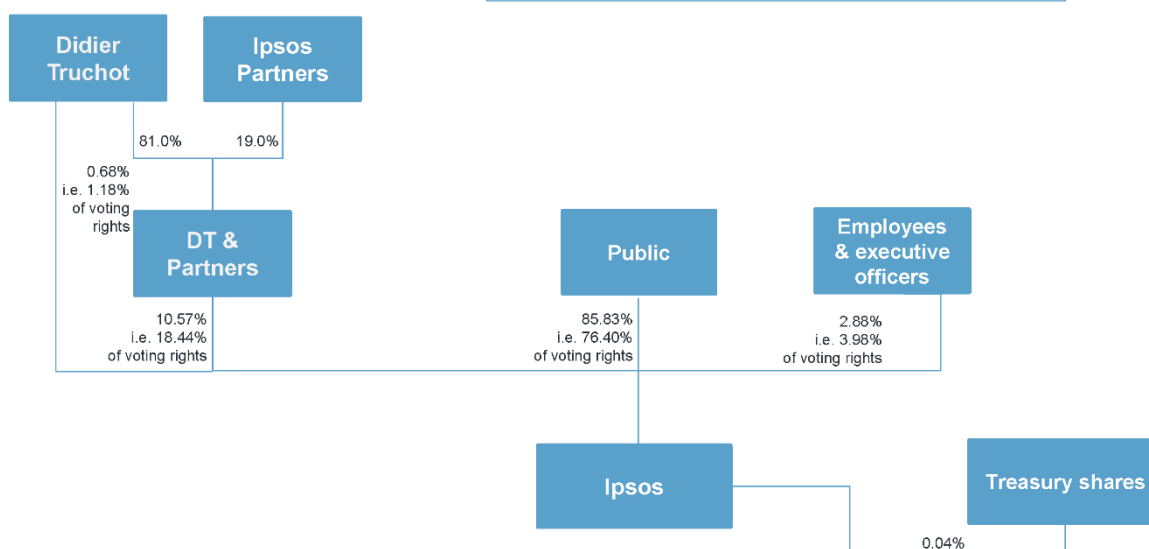 Didier
Truchot
Ipsos
Partners
81.0%
19.0%
0.68%
i.e. 1.18%
of voting
rights
DT &
Partners
Public
Employees
& executive
officers
10.57%
i.e. 18.44%
of voting rights
85.83%
i.e. 76.40%
of voting rights
2.88%
i.e. 3.98%
of voting rights
Ipsos
Treasury shares
0.04%